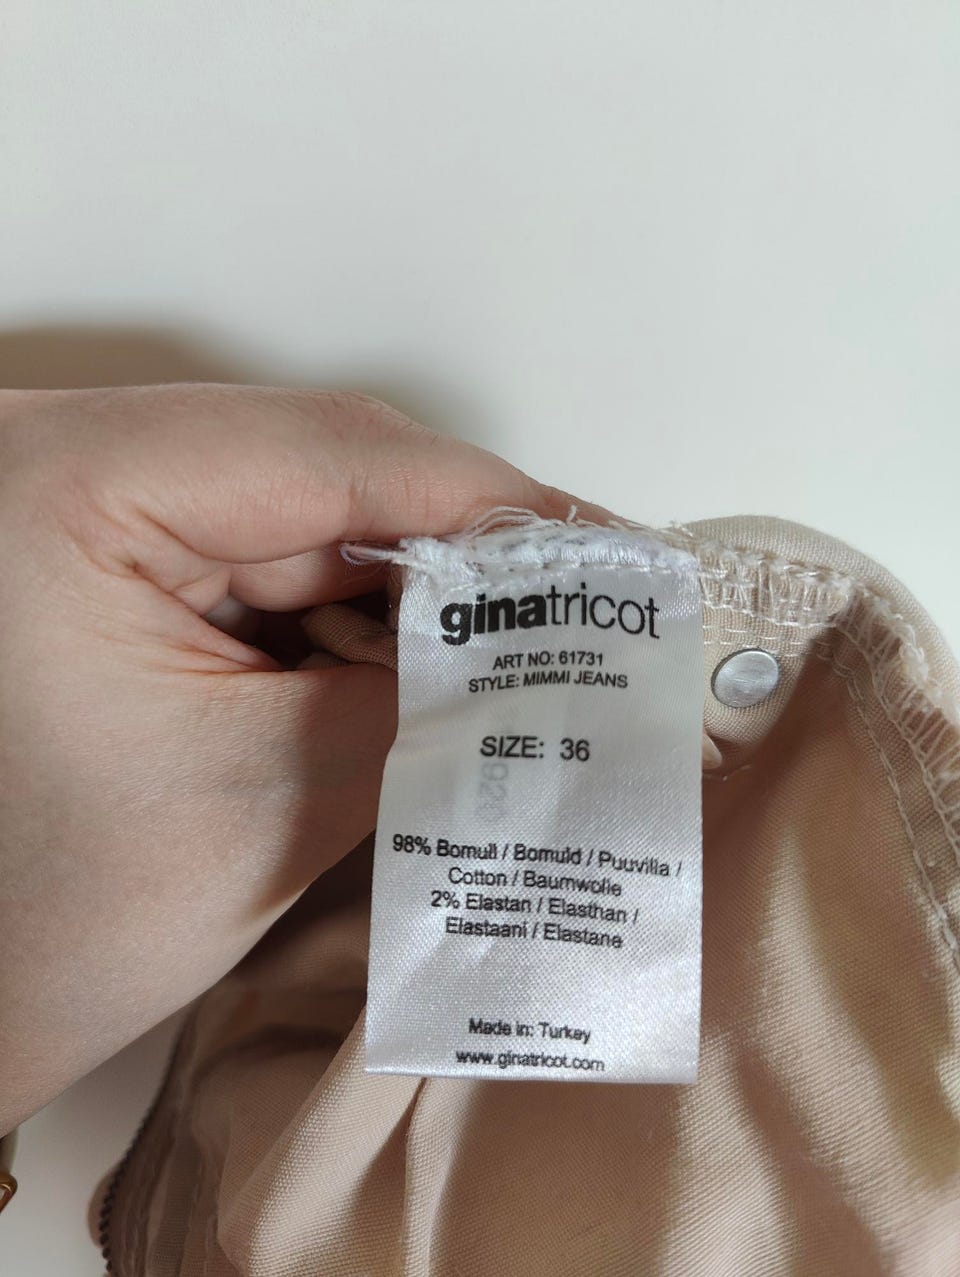 ginatricot
ART NO: 61731
STYLE: MIMMI JEANS
SIZE: 36
98% Bomull / Bomuld / Puuvilla /
Cotton / Baumwolle
2% Elastan / Elasthan /
Elastaani / Elastane
Made in: Turkey
www.ginatricot.com